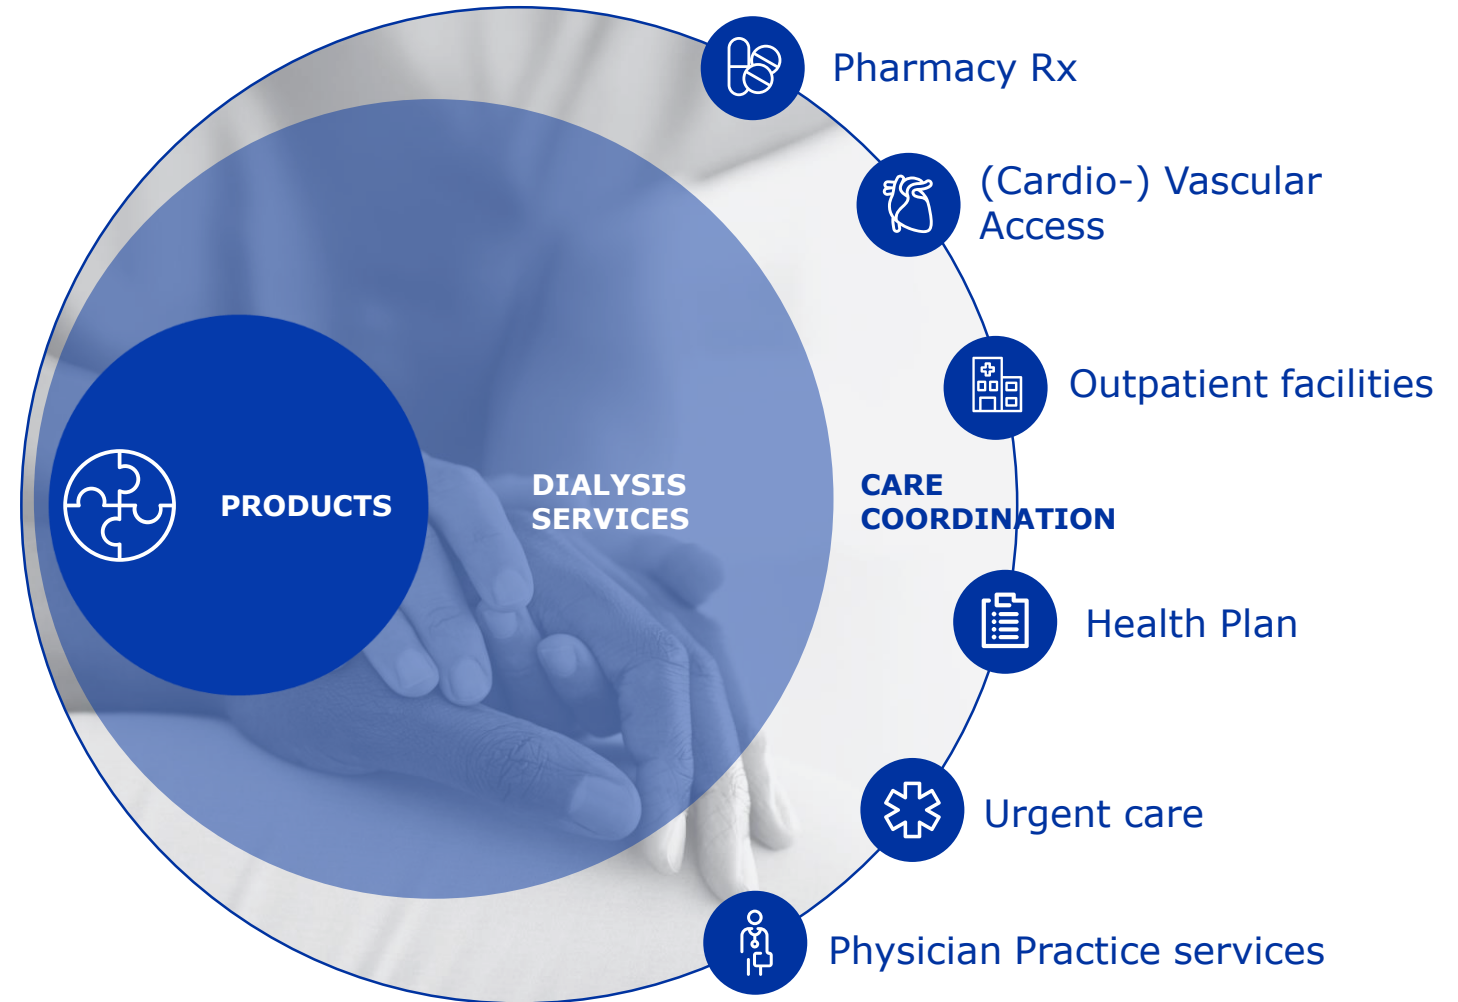 Pharmacy Rx
(Cardio-) Vascular
Access
Outpatient facilities
PRODUCTS
DIALYSIS
SERVICES
CARE
COORDINATION
Health Plan
Urgent care
Physician Practice services